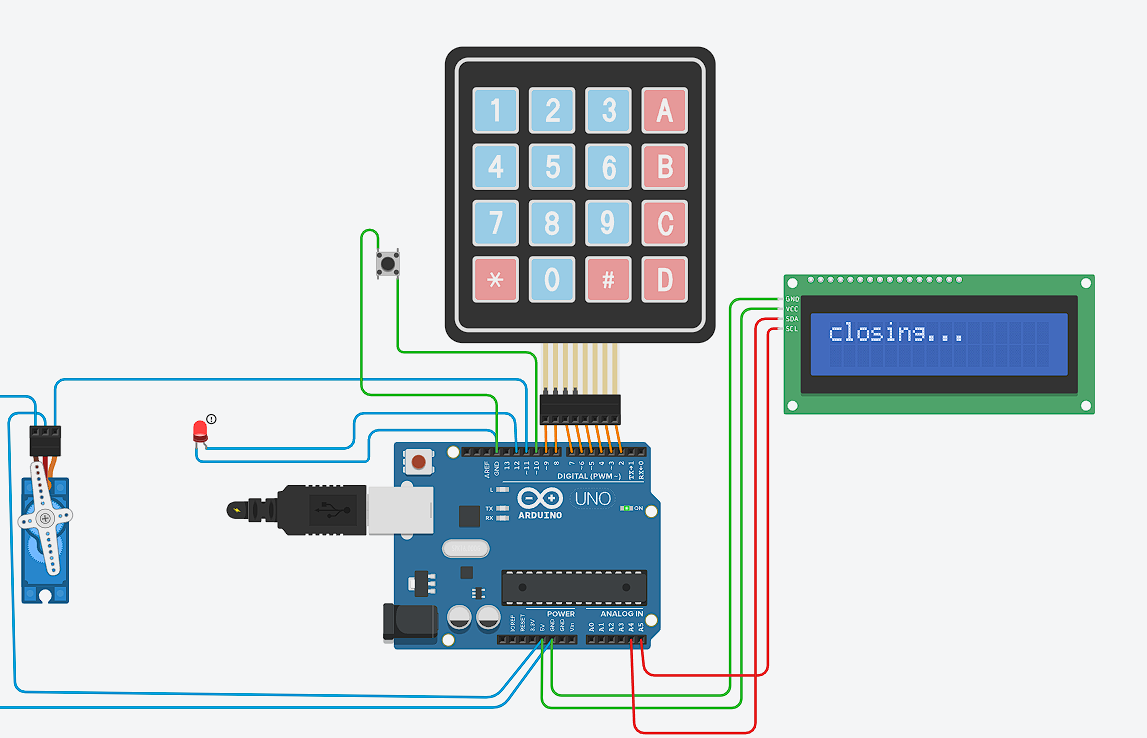 1 2 3 A
4 5 6 B
7 8 9 C
* 0 # D
GND
VCC
SDA
SCL
closing...
AREF
GND
13
12
~11
~10
~9
8
7
~6
~5
4
~3
2
TX→1
RX←0
DIGITAL (PWM~)
L
TX
RX
UNO
ARDUINO
ON
POWER
ANALOG IN
IOREF
RESET
3.3V
5V
GND
GND
Vin
A0
A1
A2
A3
A4
A5